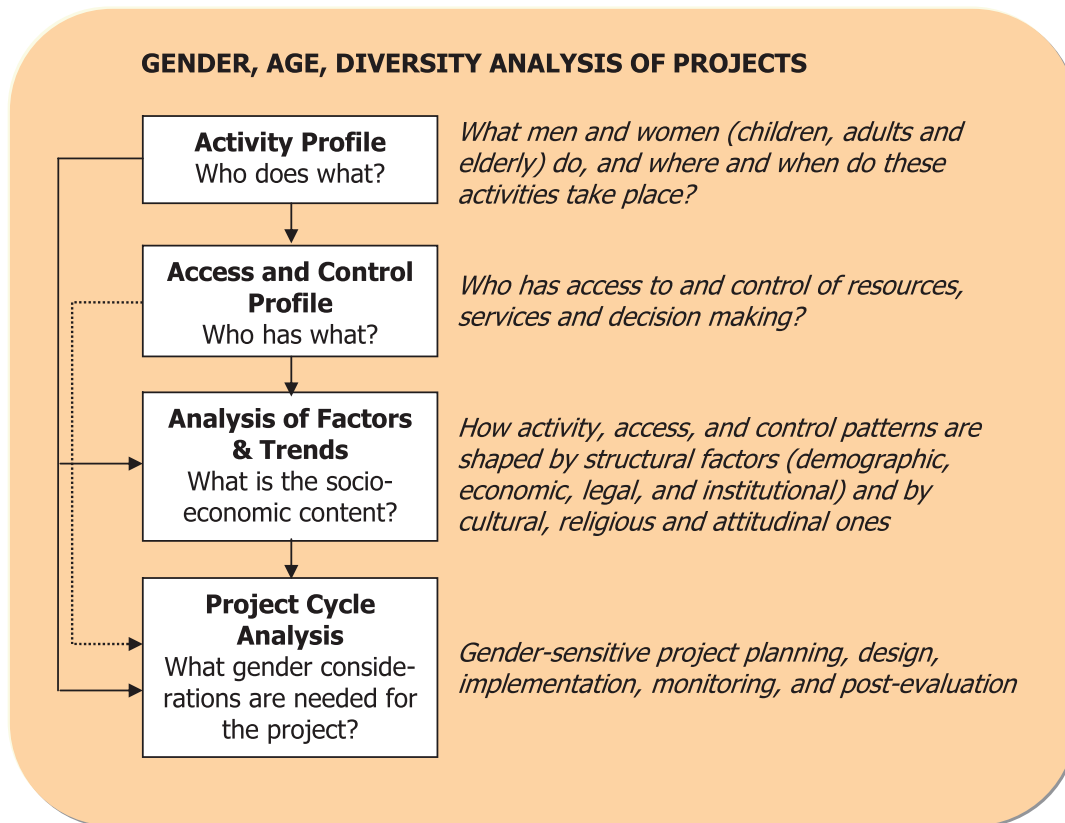 GENDER, AGE, DIVERSITY ANALYSIS OF PROJECTS
Activity Profile
Who does what?
What men and women (children, adults and
elderly) do, and where and when do these
activities take place?
Access and Control
Profile
Who has what?
Who has access to and control of resources,
services and decision making?
Analysis of Factors
& Trends
What is the socio-
economic content?
How activity, access, and control patterns are
shaped by structural factors (demographic,
economic, legal, and institutional) and by
cultural, religious and attitudinal ones
Project Cycle
Analysis
What gender conside-
rations are needed for
the project?
Gender-sensitive project planning, design,
implementation, monitoring, and post-evaluation